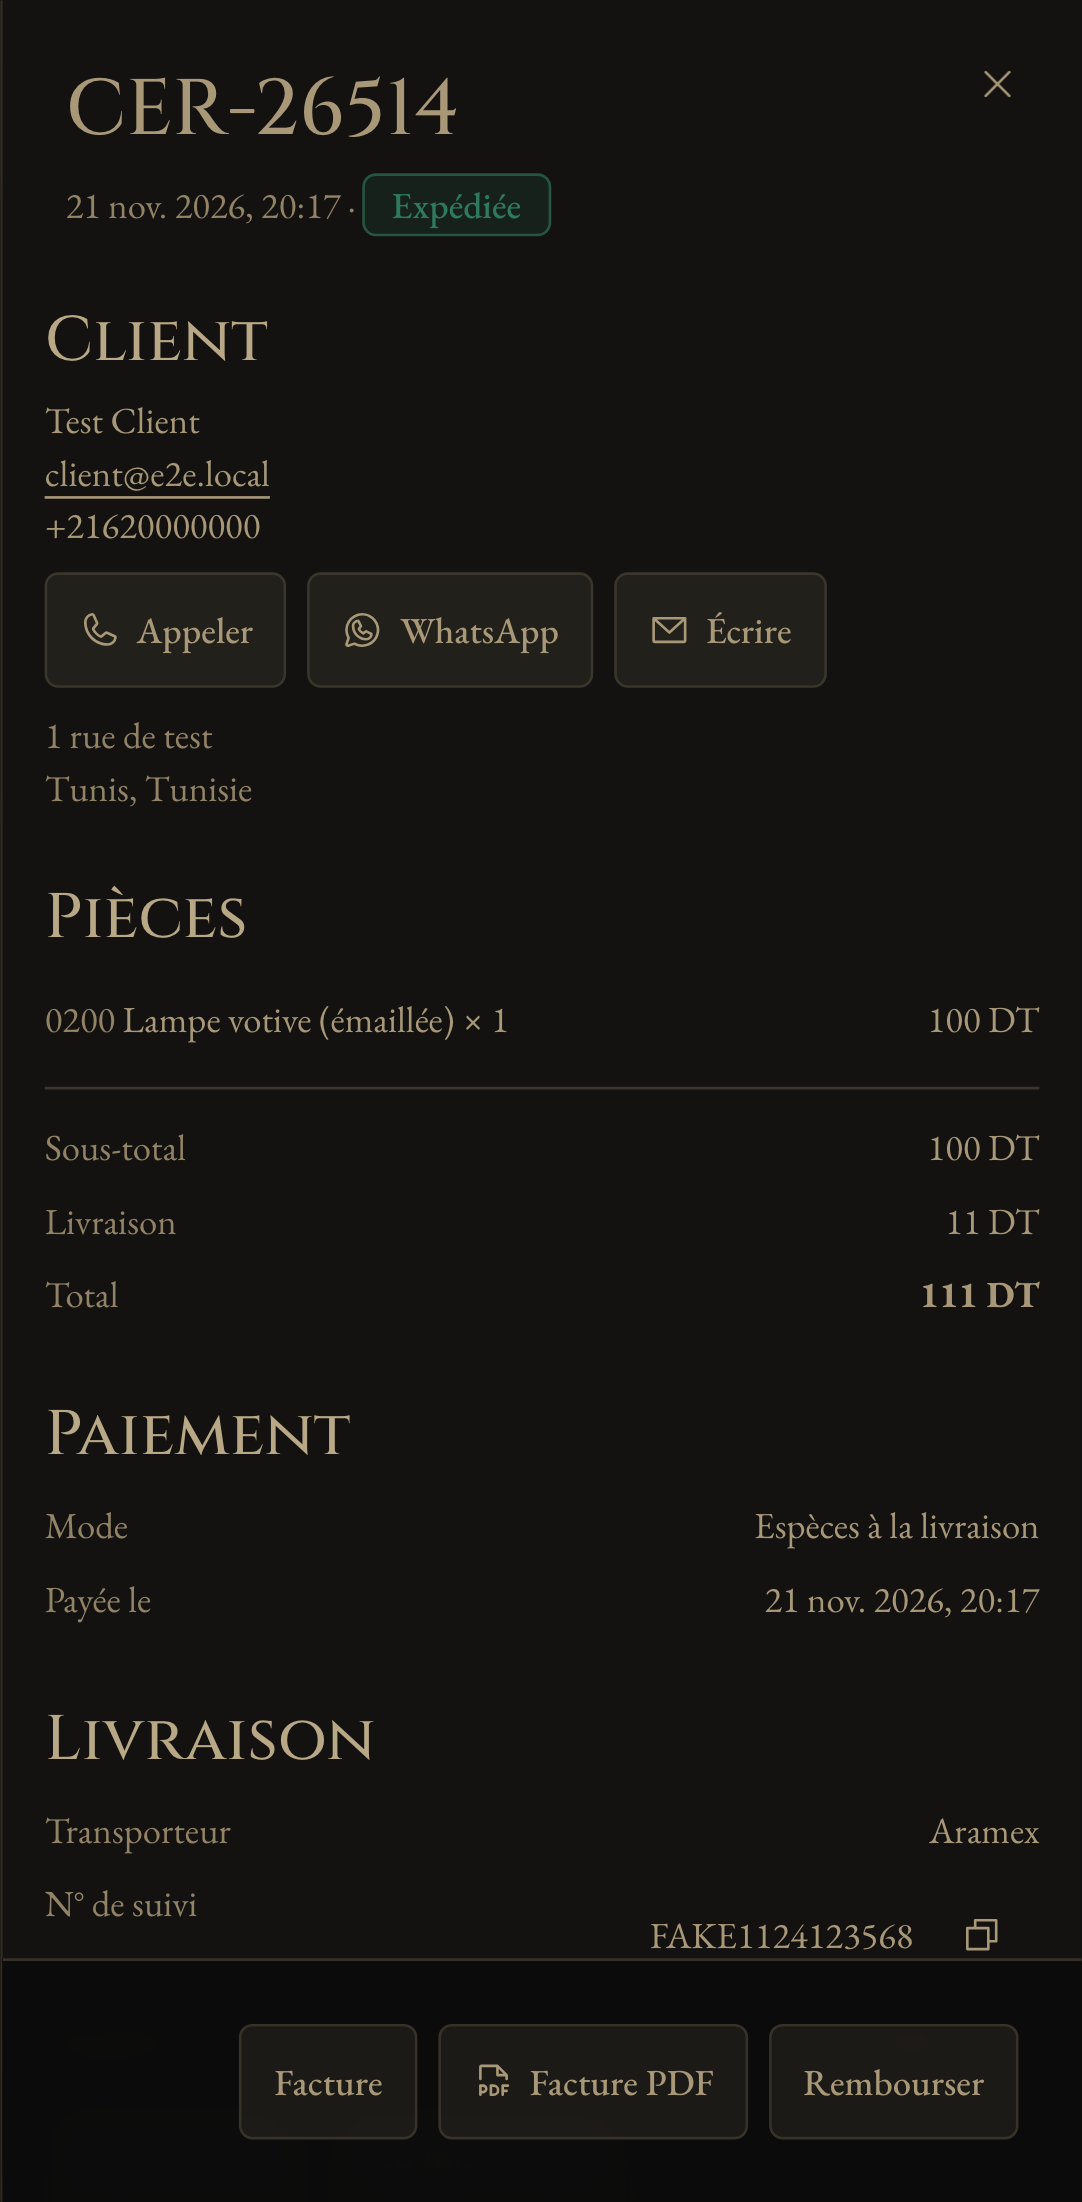 CER-26514
21 nov. 2026, 20:17 · Expédiée
Client
Test Client
client@e2e.local
+21620000000
Appeler WhatsApp Écrire
1 rue de test
Tunis, Tunisie
Pièces
0200 Lampe votive (émaillée) × 1 100 DT
Sous-total 100 DT
Livraison 11 DT
Total 111 DT
Paiement
Mode Espèces à la livraison
Payée le 21 nov. 2026, 20:17
Livraison
Transporteur Aramex
N° de suivi
FAKE1124123568
Facture PDF Facture PDF Rembourser